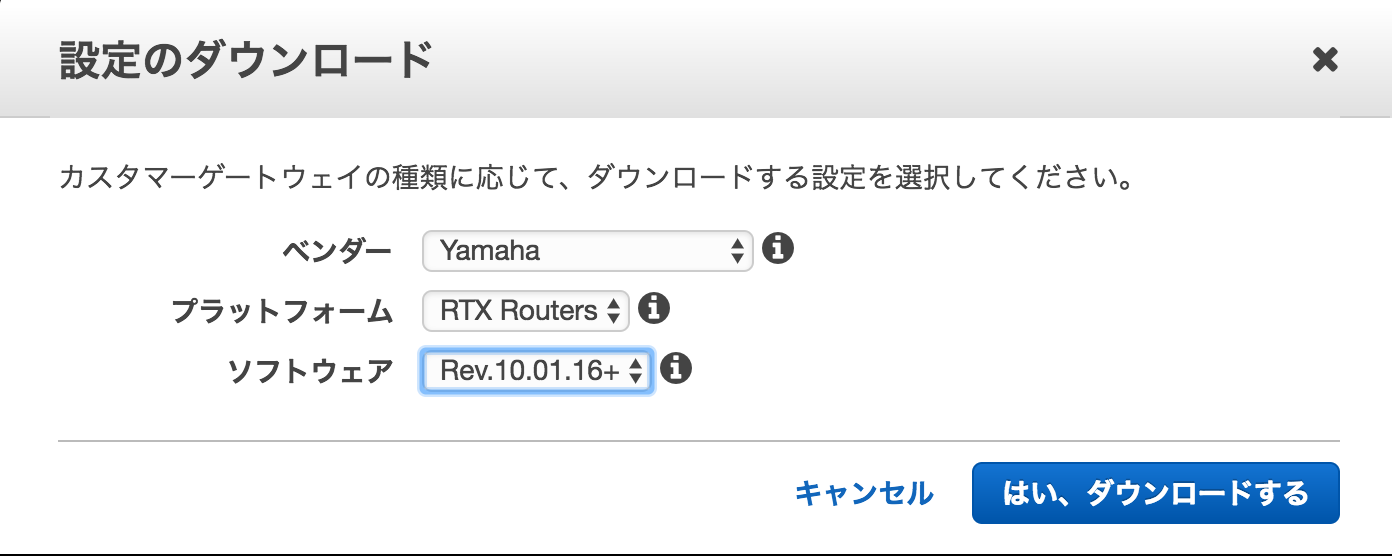 設定のダウンロード
カスタマーゲートウェイの種類に応じて、ダウンロードする設定を選択してください。
ベンダー Yamaha
プラットフォーム RTX Routers
ソフトウェア Rev.10.01.16+
キャンセル はい、ダウンロードする